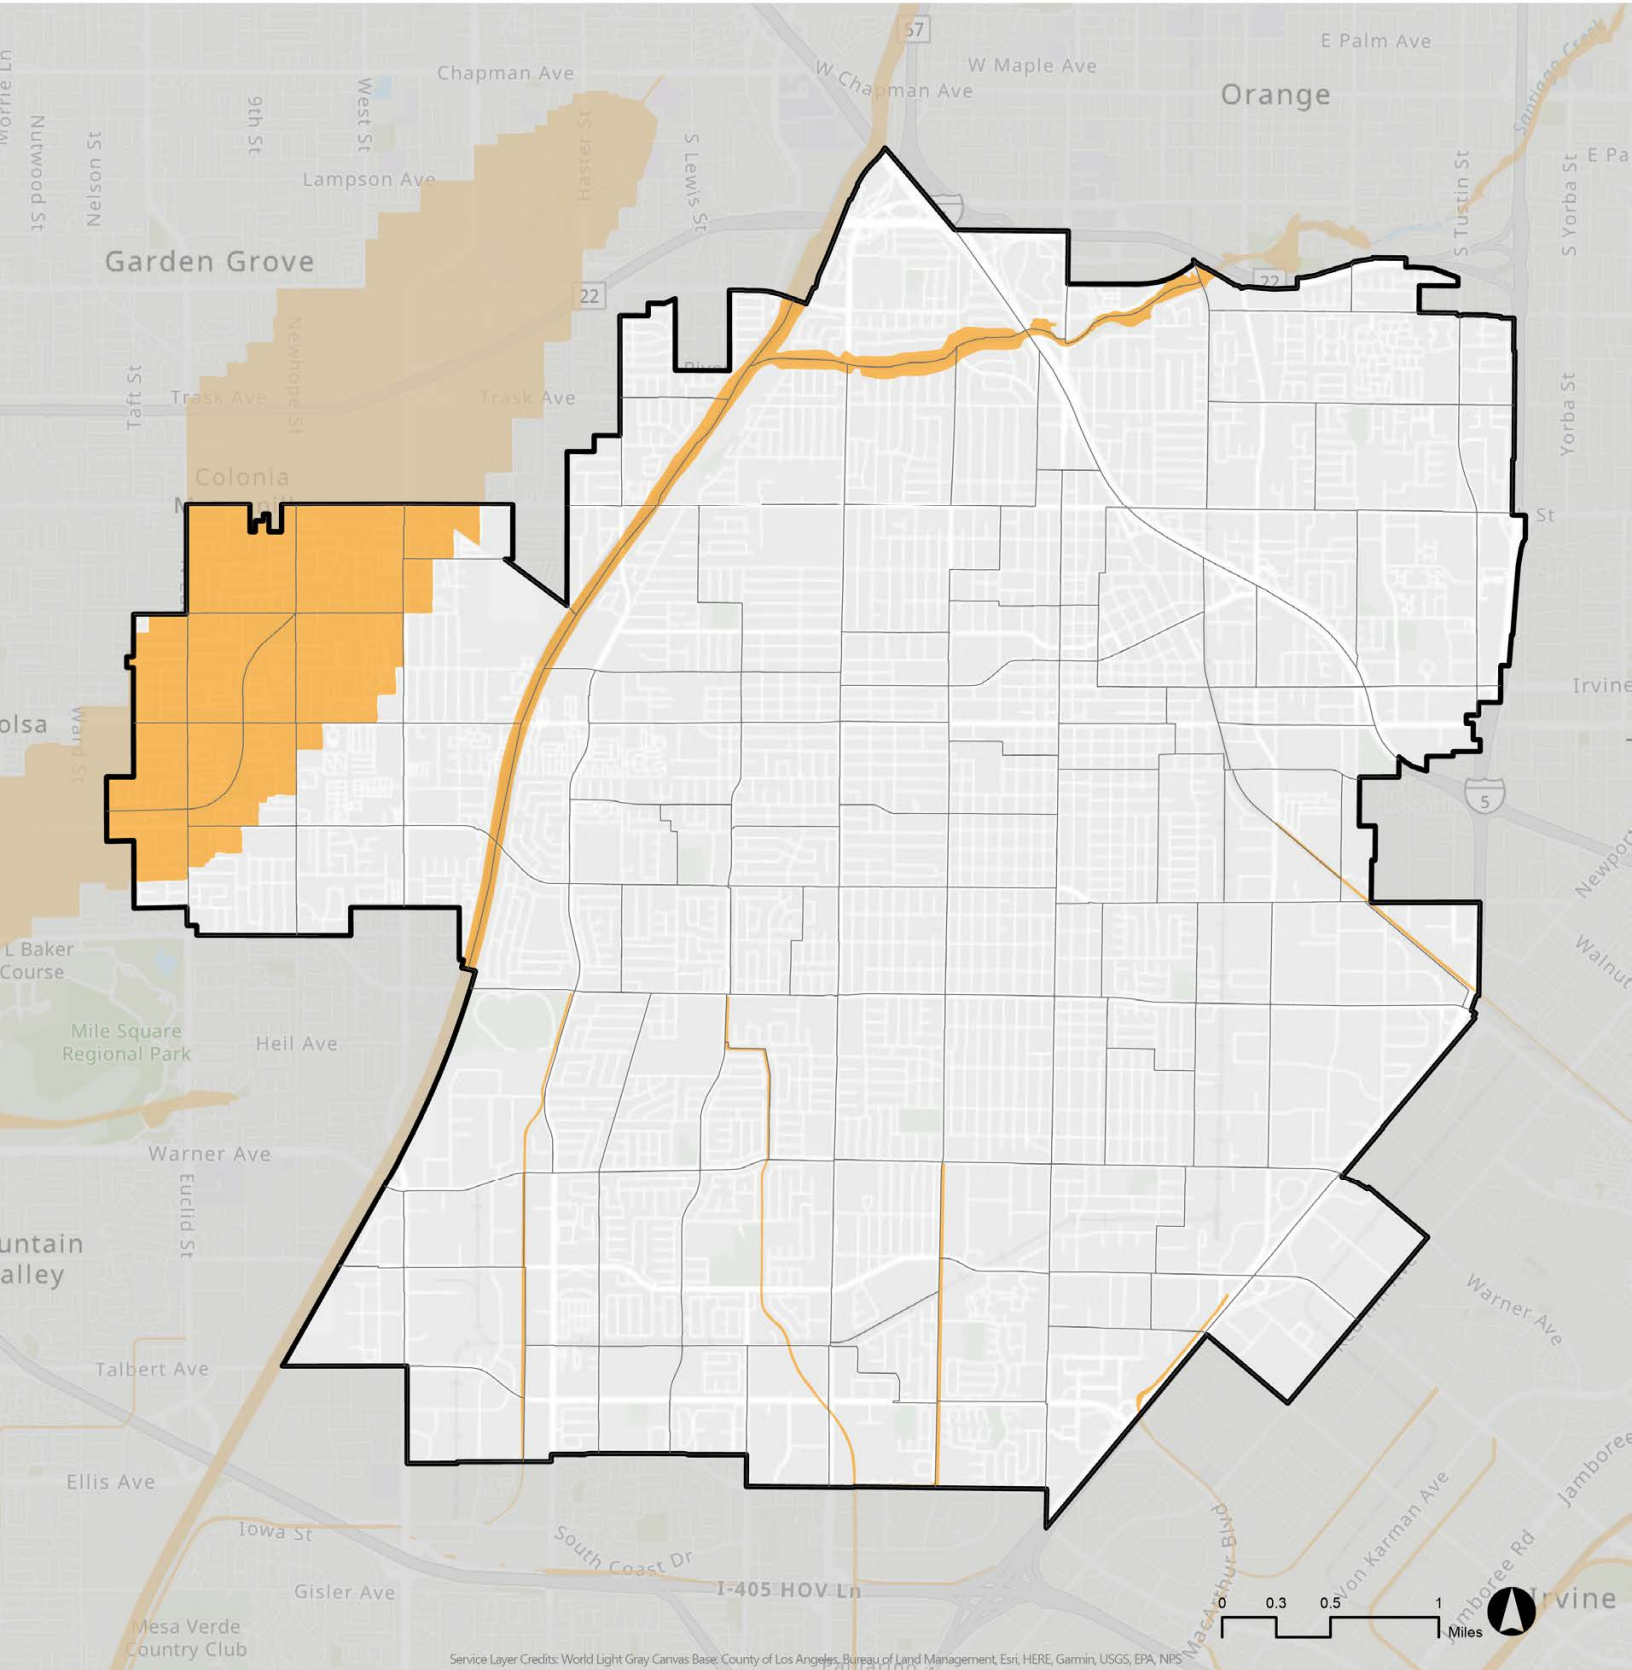 57
E Palm Ave
W Maple Ave
W Chapman Ave
Chapman Ave
Orange
Santiago Creek
Morrie Ln
Nutwood St
Nelson St
9th St
West St
Haster St
S Lewis St
Lampson Ave
S Tustin St
S Yorba St
E Pa
Garden Grove
22
22
Newhope St
Taft St
Trask Ave
Trask Ave
Yorba St
Colonia
St
Irvine
olsa
Ward St
5
Newport
Walnut
L Baker
Course
Mile Square
Regional Park
Heil Ave
Warner Ave
Euclid St
untain
alley
Warner Ave
Talbert Ave
Ellis Ave
Iowa St
South Coast Dr
Gisler Ave
I-405 HOV Ln
MacArthur Blvd
Von Karman Ave
Jamboree
Jamboree Rd
Irvine
Mesa Verde
Country Club
0 0.3 0.5 1
Miles
Service Layer Credits: World Light Gray Canvas Base: County of Los Angeles, Bureau of Land Management, Esri, HERE, Garmin, USGS, EPA, NPS